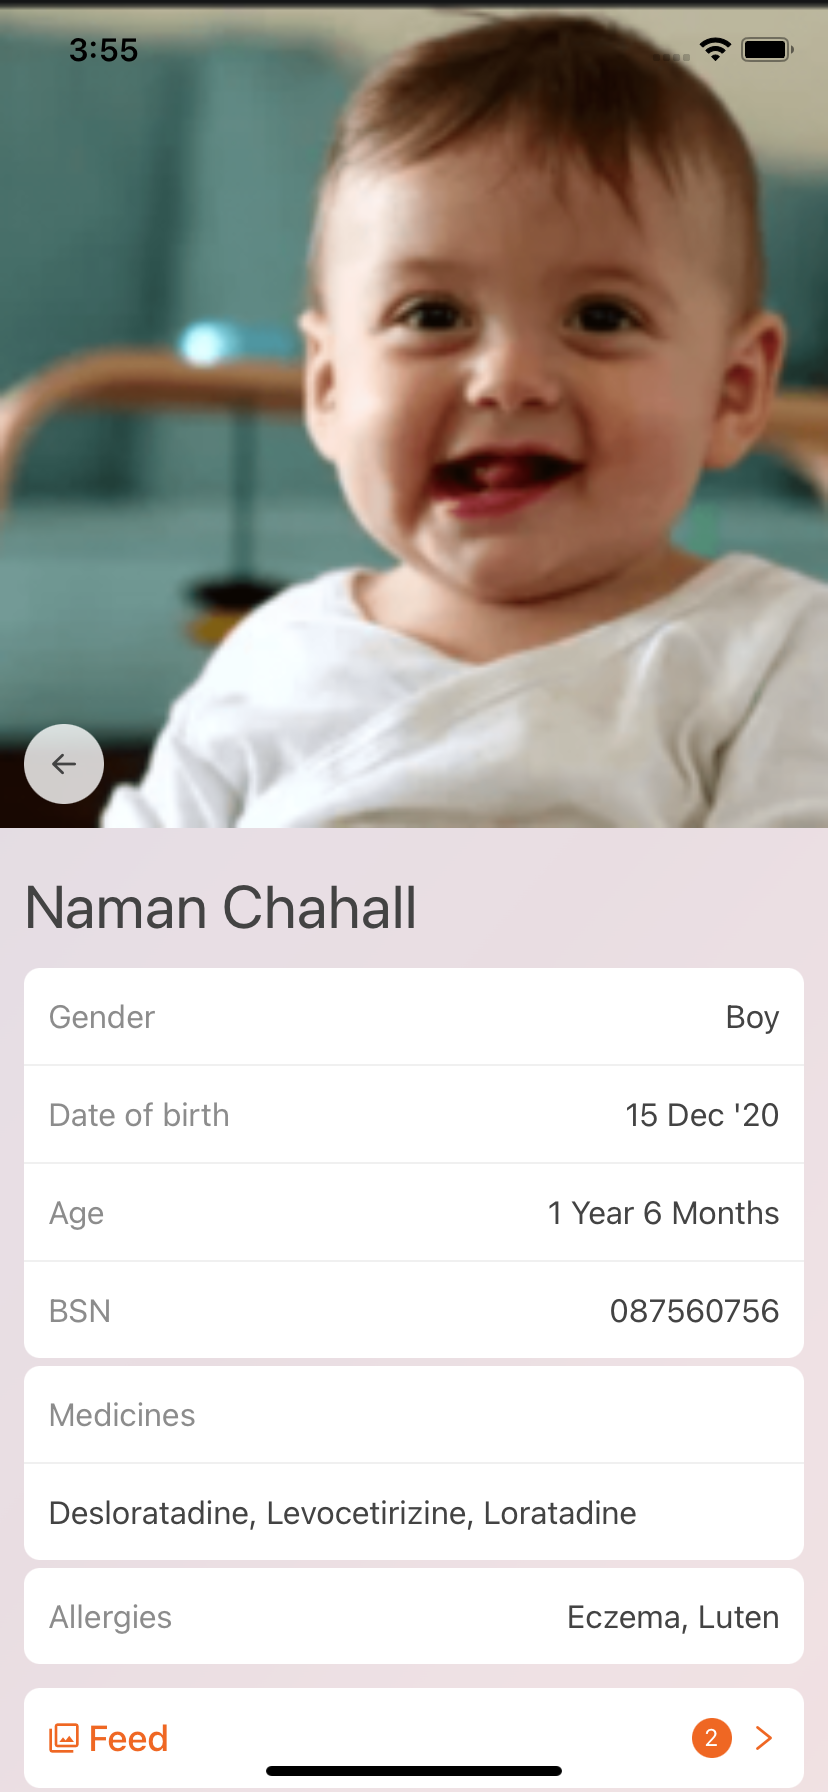 3:55
Naman Chahall
Gender Boy
Date of birth 15 Dec '20
Age 1 Year 6 Months
BSN 087560756
Medicines
Desloratadine, Levocetirizine, Loratadine
Allergies Eczema, Luten
Feed 2